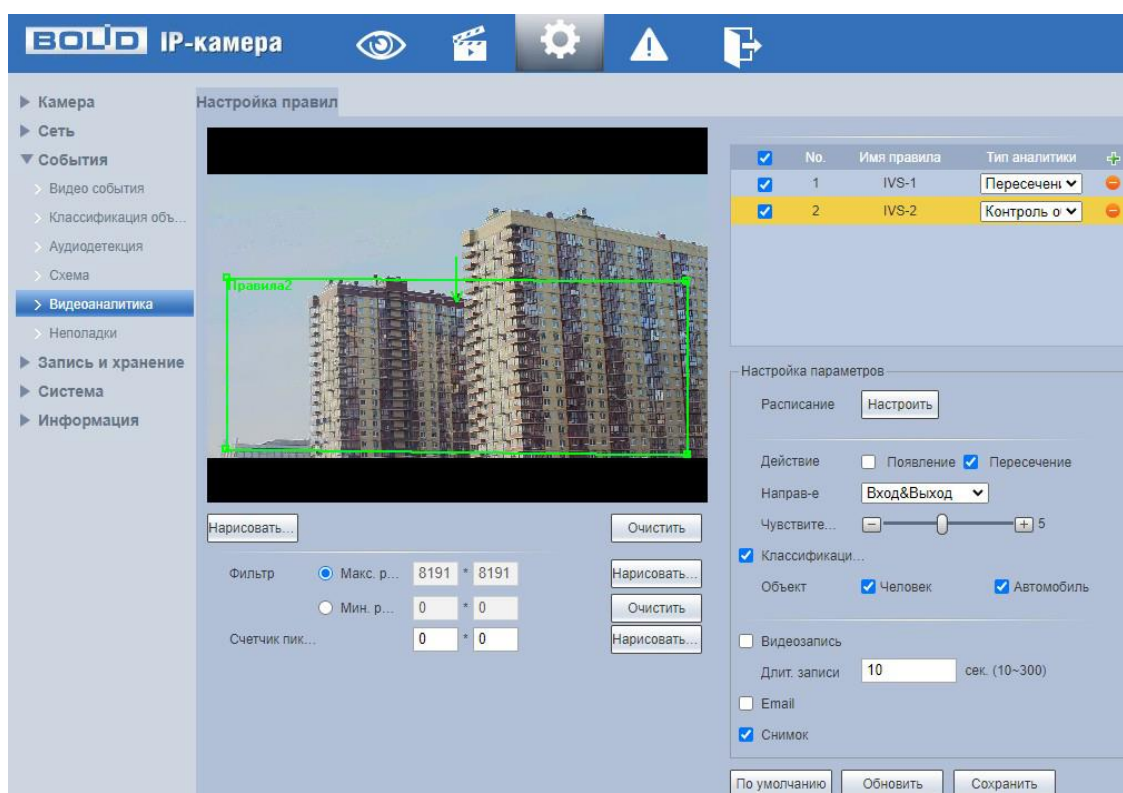 BOLID IP-камера
Камера
Сеть
События
Видео события
Классификация объ...
Аудиодетекция
Схема
Видеоаналитика
Неполадки
Запись и хранение
Система
Информация
Настройка правил
Правила2
Нарисовать... Очистить
Фильтр Макс. р... 8191 * 8191 Нарисовать...
Мин. р... 0 * 0 Очистить
Счетчик пик... 0 * 0 Нарисовать...
No. Имя правила Тип аналитики
1 IVS-1 Пересечени
2 IVS-2 Контроль о
Настройка параметров
Расписание Настроить
Действие Появление Пересечение
Направ-е Вход&Выход
Чувствите... 5
Классификаци...
Объект Человек Автомобиль
Видеозапись
Длит. записи 10 сек. (10~300)
Email
Снимок
По умолчанию Обновить Сохранить